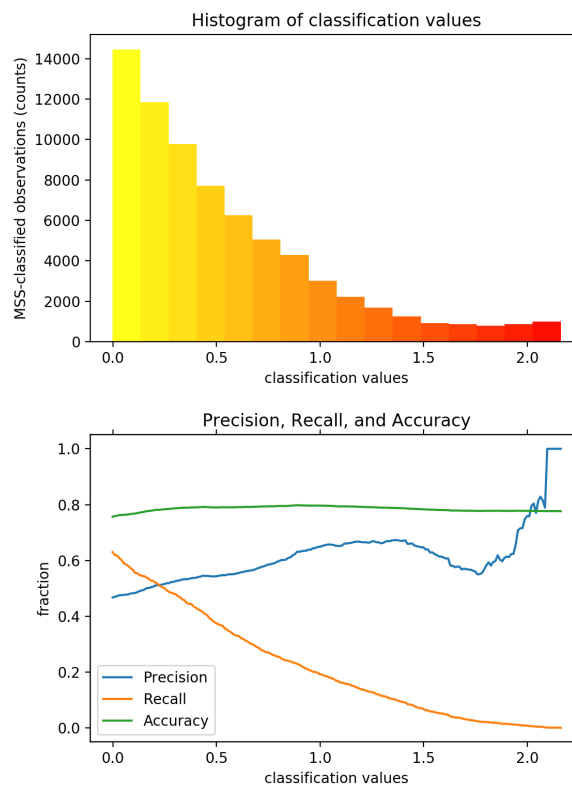 Histogram of classification values
MSS-classified observations (counts)
14000
12000
10000
8000
6000
4000
2000
0
0.0 0.5 1.0 1.5 2.0
classification values
Precision, Recall, and Accuracy
fraction
1.0
0.8
0.6
0.4
0.2
0.0
Precision
Recall
Accuracy
0.0 0.5 1.0 1.5 2.0
classification values